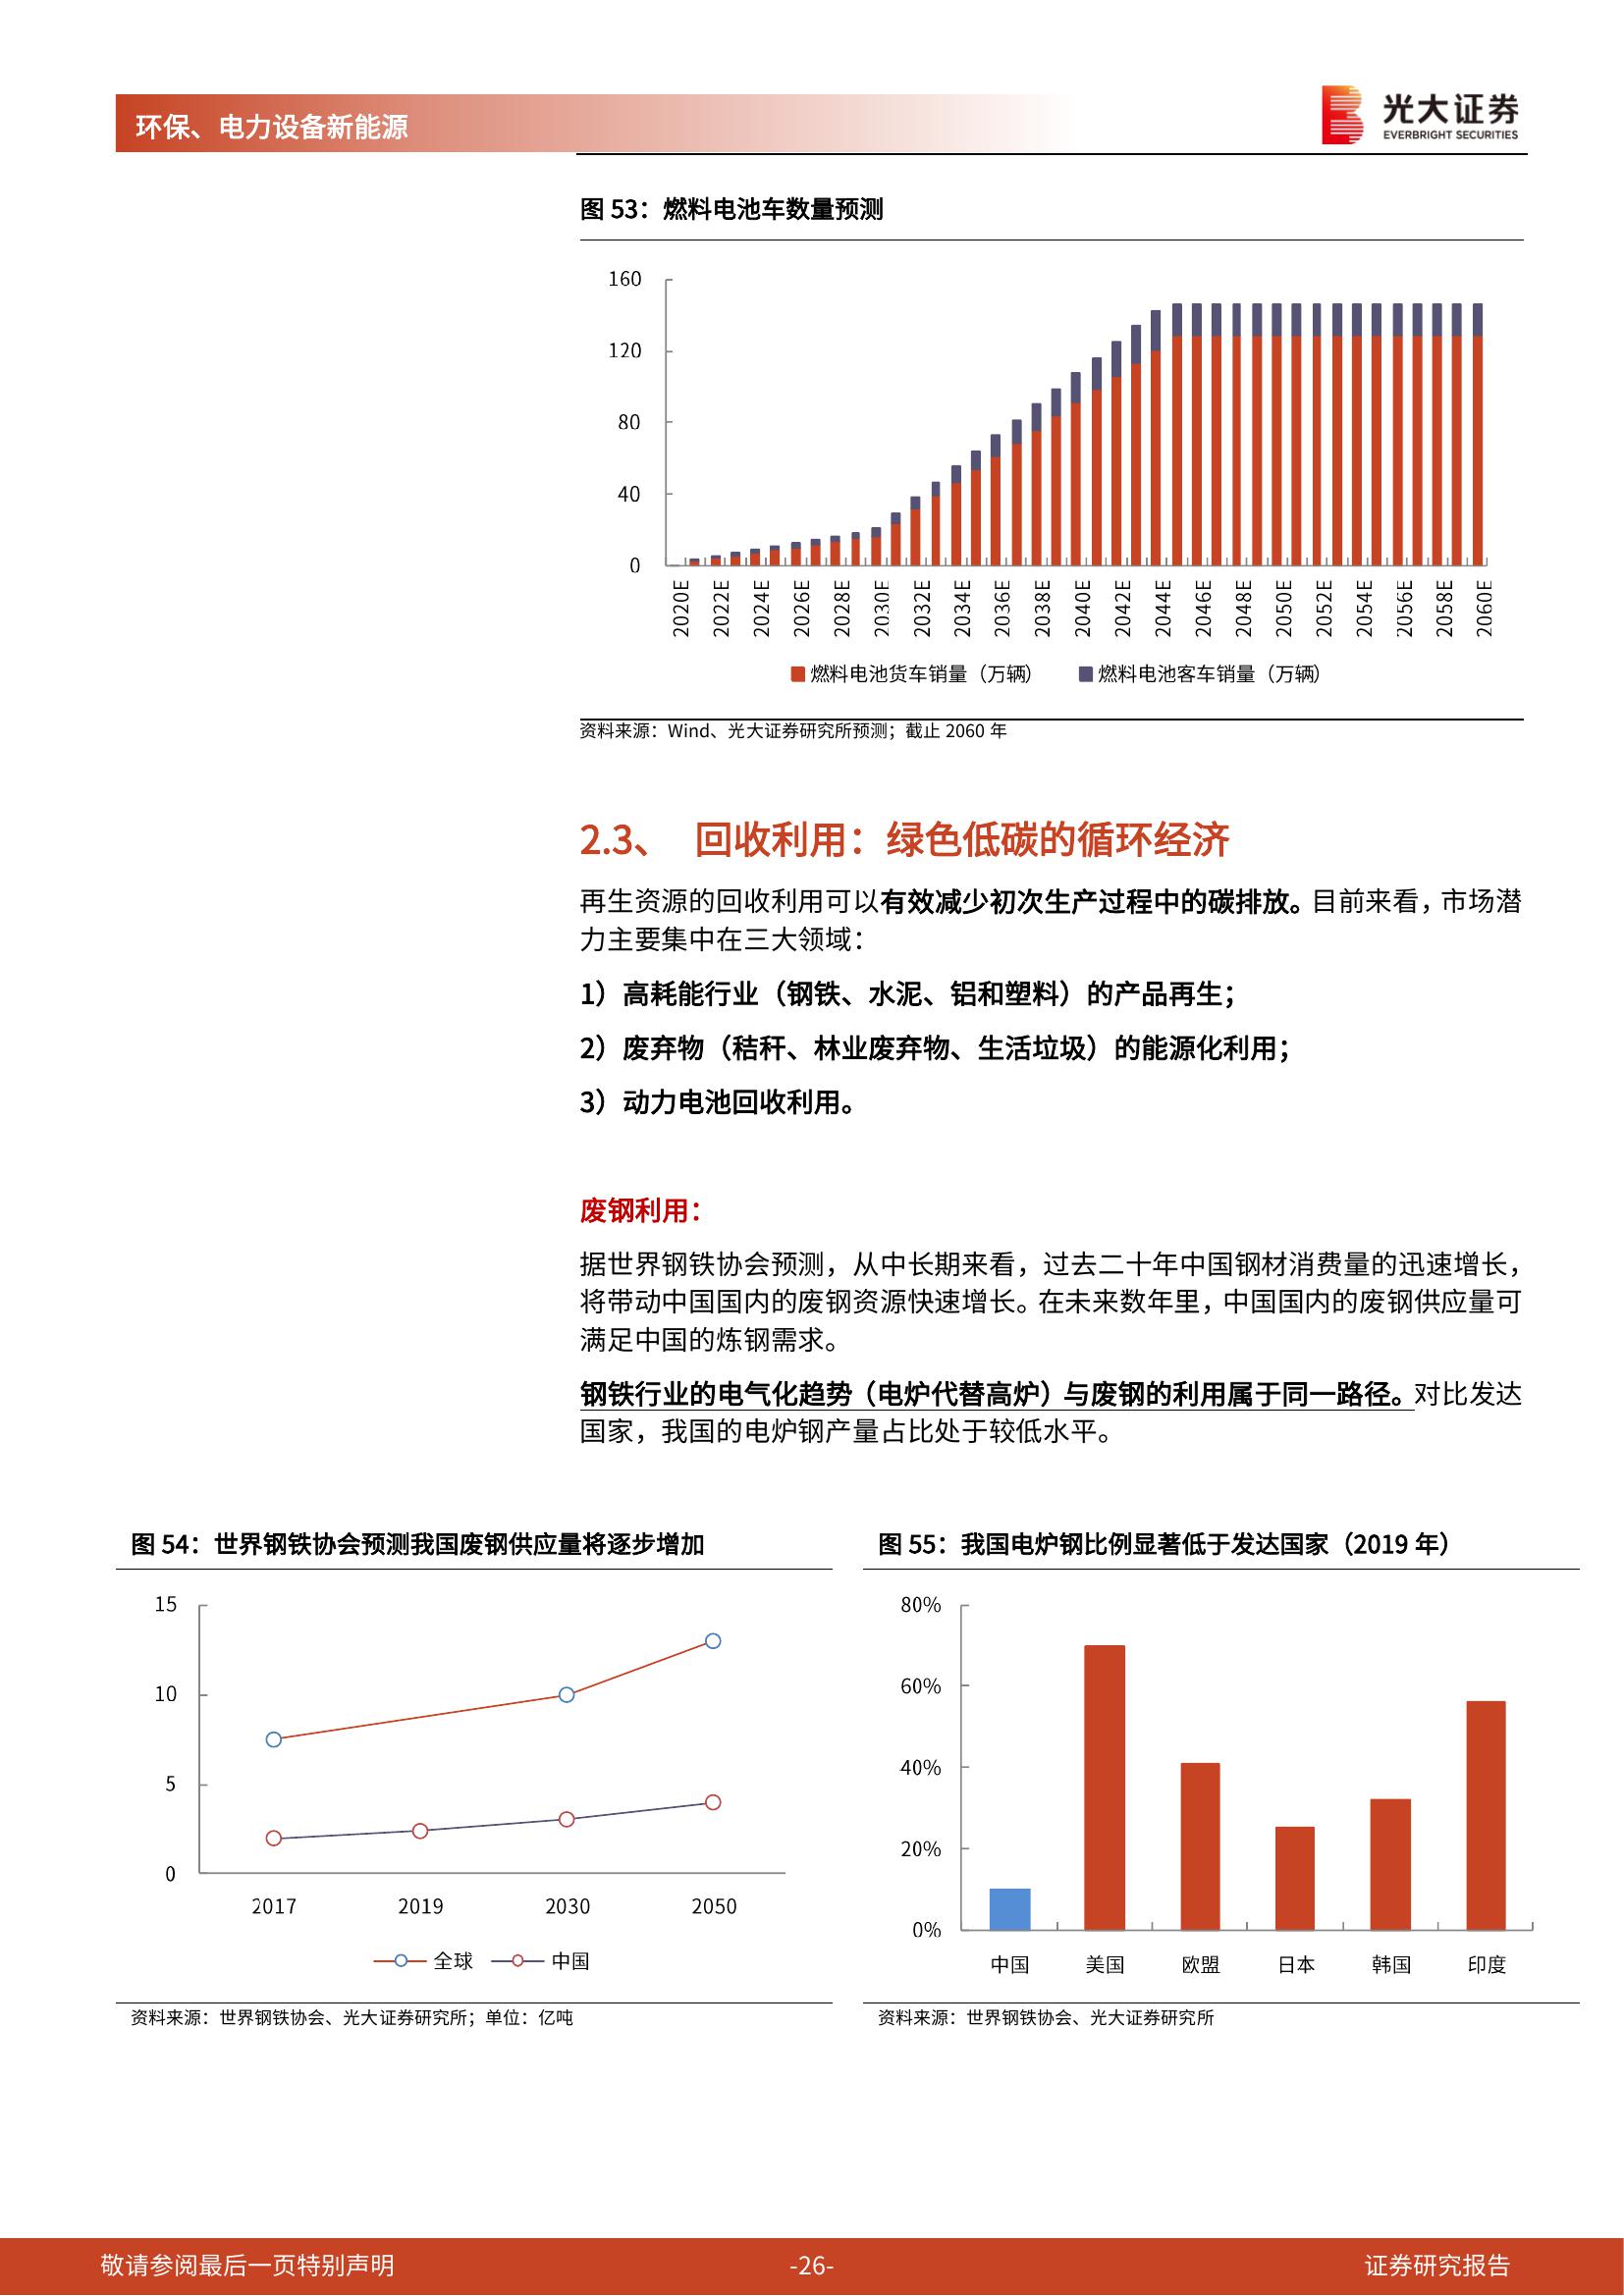 环保、电力设备新能源
光大证券
EVERBRIGHT SECURITIES
图 53：燃料电池车数量预测
160
120
80
40
0
2020E 2022E 2024E 2026E 2028E 2030E 2032E 2034E 2036E 2038E 2040E 2042E 2044E 2046E 2048E 2050E 2052E 2054E 2056E 2058E 2060E
燃料电池货车销量（万辆） 燃料电池客车销量（万辆）
资料来源：Wind、光大证券研究所预测；截止 2060 年
2.3、 回收利用：绿色低碳的循环经济
再生资源的回收利用可以有效减少初次生产过程中的碳排放。目前来看，市场潜
力主要集中在三大领域：
1）高耗能行业（钢铁、水泥、铝和塑料）的产品再生；
2）废弃物（秸秆、林业废弃物、生活垃圾）的能源化利用；
3）动力电池回收利用。
废钢利用：
据世界钢铁协会预测，从中长期来看，过去二十年中国钢材消费量的迅速增长，
将带动中国国内的废钢资源快速增长。在未来数年里，中国国内的废钢供应量可
满足中国的炼钢需求。
钢铁行业的电气化趋势（电炉代替高炉）与废钢的利用属于同一路径。对比发达
国家，我国的电炉钢产量占比处于较低水平。
图 54：世界钢铁协会预测我国废钢供应量将逐步增加
15
10
5
0
2017 2019 2030 2050
全球 中国
资料来源：世界钢铁协会、光大证券研究所；单位：亿吨
图 55：我国电炉钢比例显著低于发达国家（2019 年）
80%
60%
40%
20%
0%
中国 美国 欧盟 日本 韩国 印度
资料来源：世界钢铁协会、光大证券研究所
敬请参阅最后一页特别声明 -26- 证券研究报告